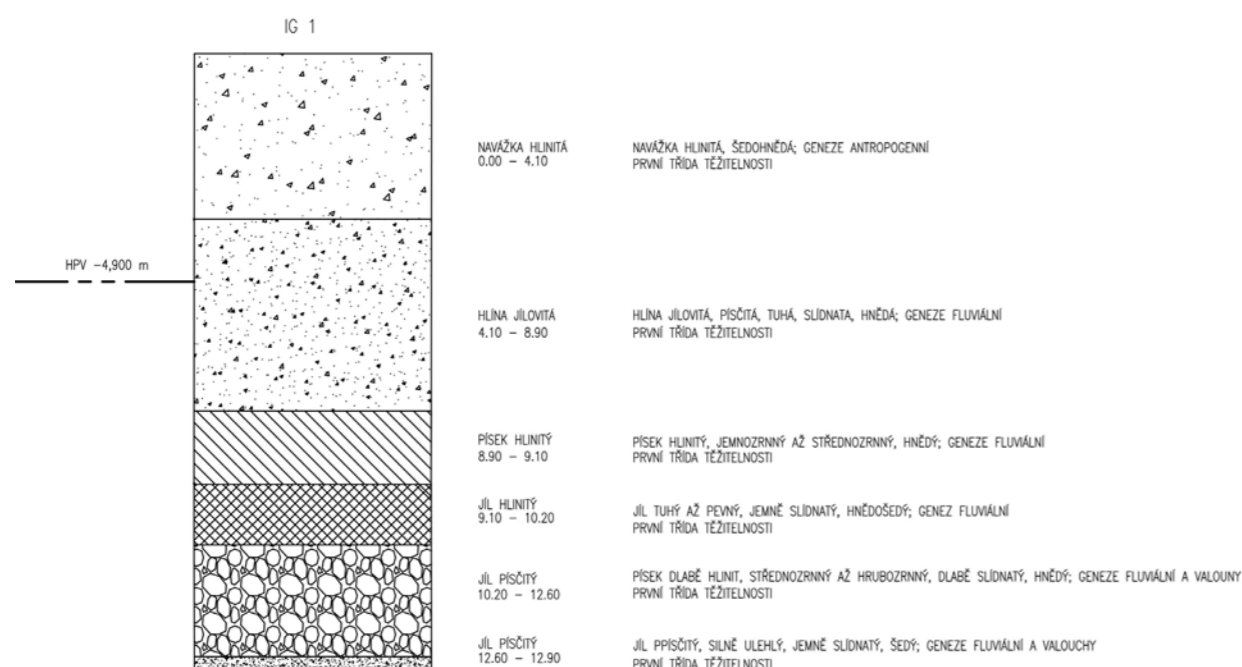 IG 1
NAVÁŽKA HLINITÁ
0.00 – 4.10
NAVÁŽKA HLINITÁ, ŠEDOHNĚDÁ; GENEZE ANTROPOGENNÍ
PRVNÍ TŘÍDA TĚŽITELNOSTI
HPV –4,900 m
HLÍNA JÍLOVITÁ
4.10 – 8.90
HLÍNA JÍLOVITÁ, PÍSČITÁ, TUHÁ, SLÍDNATA, HNĚDÁ; GENEZE FLUVIÁLNÍ
PRVNÍ TŘÍDA TĚŽITELNOSTI
PÍSEK HLINITÝ
8.90 – 9.10
PÍSEK HLINITÝ, JEMNOZRNNÝ AŽ STŘEDNOZRNNÝ, HNĚDÝ; GENEZE FLUVIÁLNÍ
PRVNÍ TŘÍDA TĚŽITELNOSTI
JÍL HLINITÝ
9.10 – 10.20
JÍL TUHÝ AŽ PEVNÝ, JEMNĚ SLÍDNATÝ, HNĚDOŠEDÝ; GENEZ FLUVIÁLNÍ
PRVNÍ TŘÍDA TĚŽITELNOSTI
JÍL PÍSČITÝ
10.20 – 12.60
PÍSEK DLABĚ HLINIT, STŘEDNOZRNNÝ AŽ HRUBOZRNNÝ, DLABĚ SLÍDNATÝ, HNĚDÝ; GENEZE FLUVIÁLNÍ A VALOUNY
PRVNÍ TŘÍDA TĚŽITELNOSTI
JÍL PÍSČITÝ
12.60 – 12.90
JÍL PPÍSČITÝ, SILNĚ ULEHLÝ, JEMNĚ SLÍDNATÝ, ŠEDÝ; GENEZE FLUVIÁLNÍ A VALOUCHY
PRVNÍ TŘÍDA TĚŽITELNOSTI